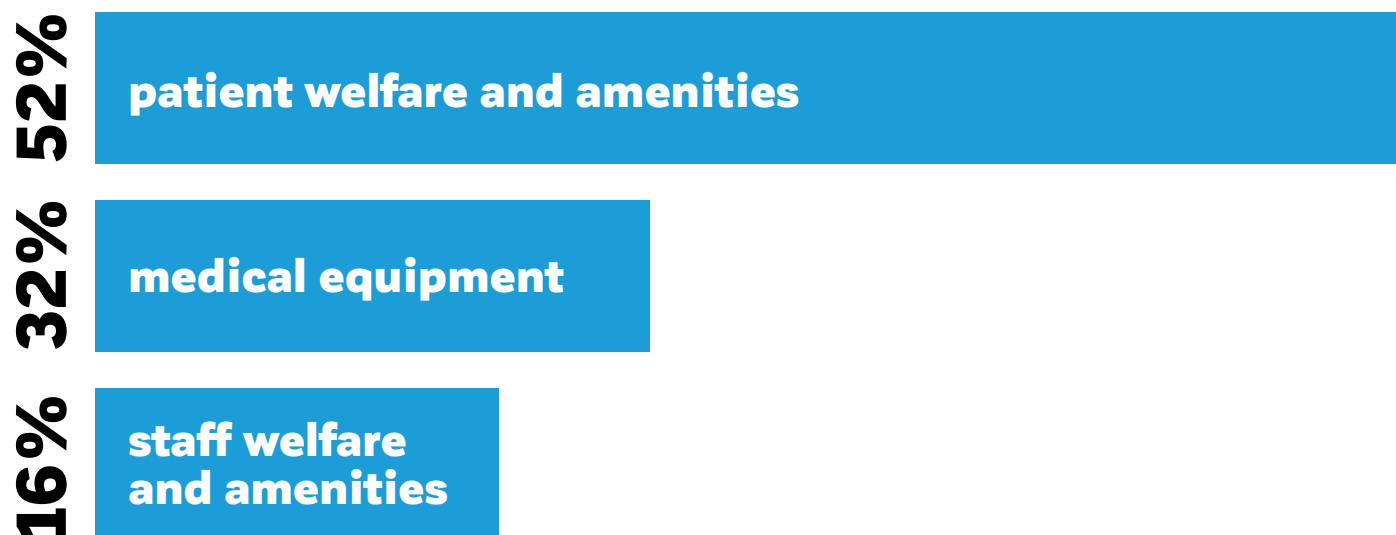 52%
patient welfare and amenities
32%
medical equipment
16%
staff welfare
and amenities